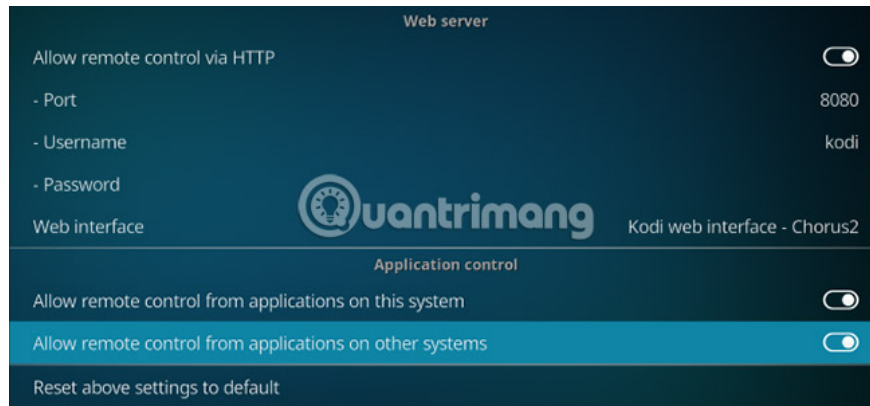 Web server
Allow remote control via HTTP
- Port 8080
- Username kodi
- Password
Quantrimang
Web interface Kodi web interface - Chorus2
Application control
Allow remote control from applications on this system
Allow remote control from applications on other systems
Reset above settings to default